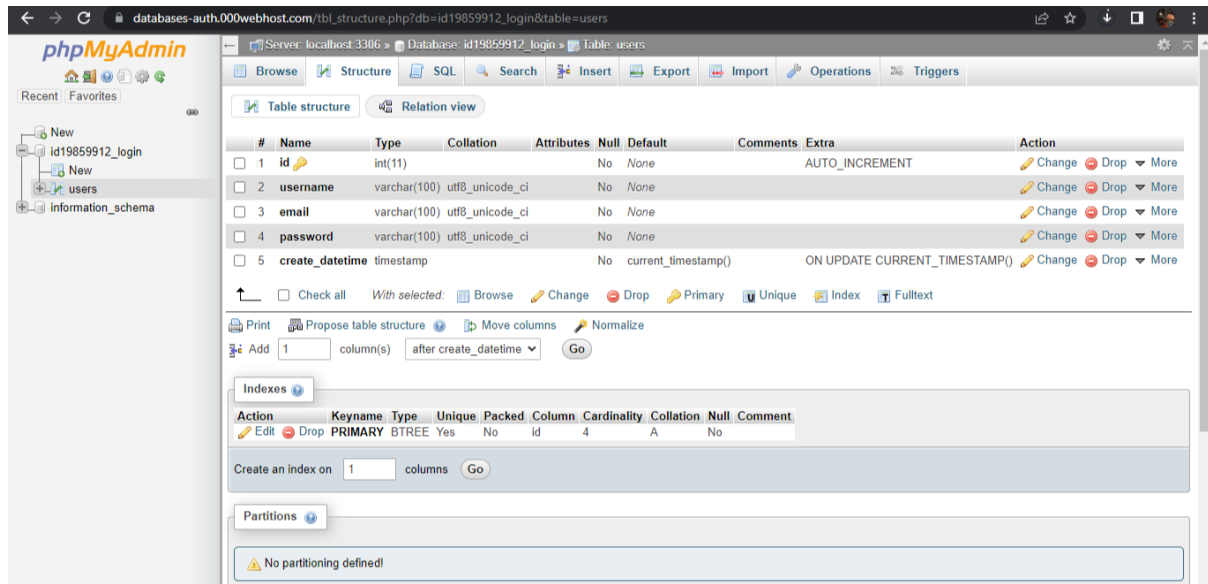 databases-auth.000webhost.com/tbl_structure.php?db=id19859912_login&table=users
phpMyAdmin
Recent Favorites
New
id19859912_login
New
users
information_schema
Server: localhost:3306 » Database: id19859912_login » Table: users
Browse Structure SQL Search Insert Export Import Operations Triggers
Table structure Relation view
# Name Type Collation Attributes Null Default Comments Extra Action
1 id int(11) No None AUTO_INCREMENT Change Drop More
2 username varchar(100) utf8_unicode_ci No None Change Drop More
3 email varchar(100) utf8_unicode_ci No None Change Drop More
4 password varchar(100) utf8_unicode_ci No None Change Drop More
5 create_datetime timestamp No current_timestamp() ON UPDATE CURRENT_TIMESTAMP() Change Drop More
Check all With selected: Browse Change Drop Primary Unique Index Fulltext
Print Propose table structure Move columns Normalize
Add 1 column(s) after create_datetime Go
Indexes
Action Keyname Type Unique Packed Column Cardinality Collation Null Comment
Edit Drop PRIMARY BTREE Yes No id 4 A No
Create an index on 1 columns Go
Partitions
No partitioning defined!